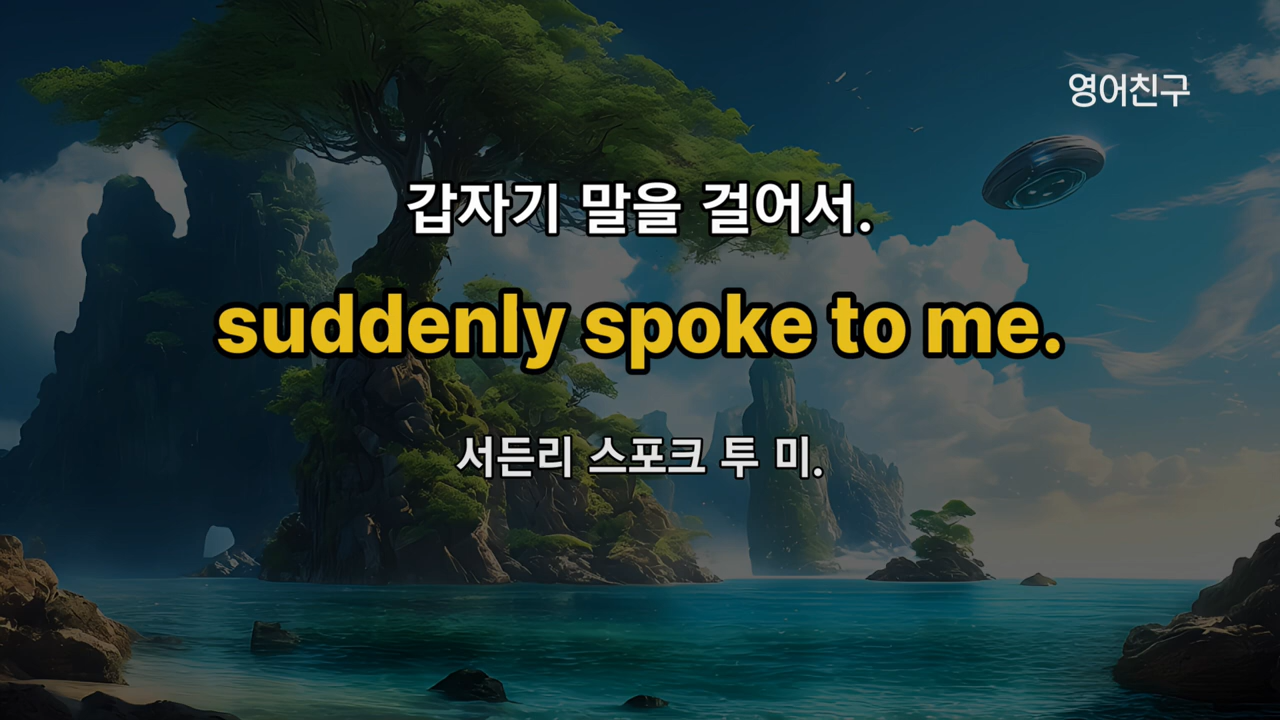 영어친구
갑자기 말을 걸어서.
suddenly spoke to me.
서든리 스포크 투 미.